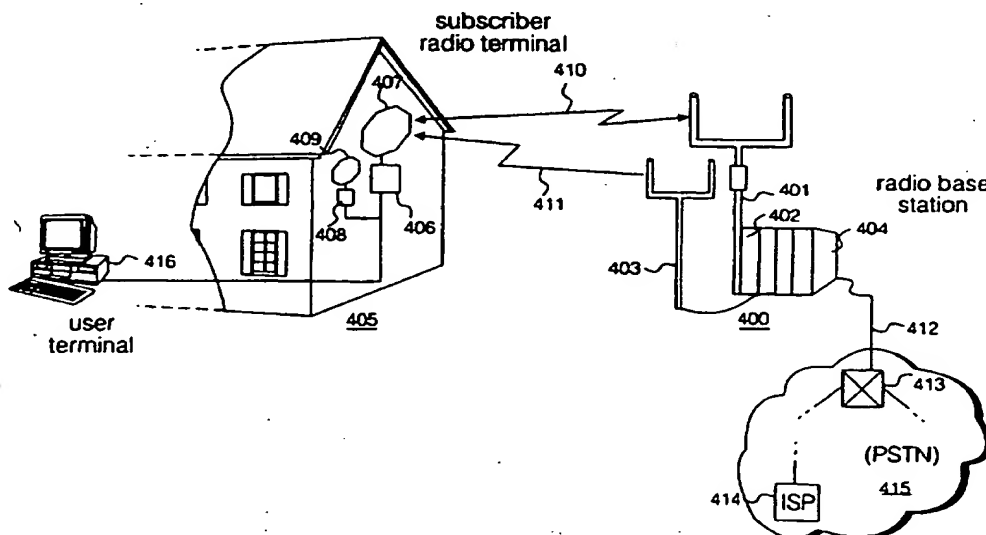 subscriber
radio terminal
410
407
409
411
401
radio base
station
402
404
408
406
403
416
user
terminal
405
400
412
413
(PSTN)
415
414
ISP